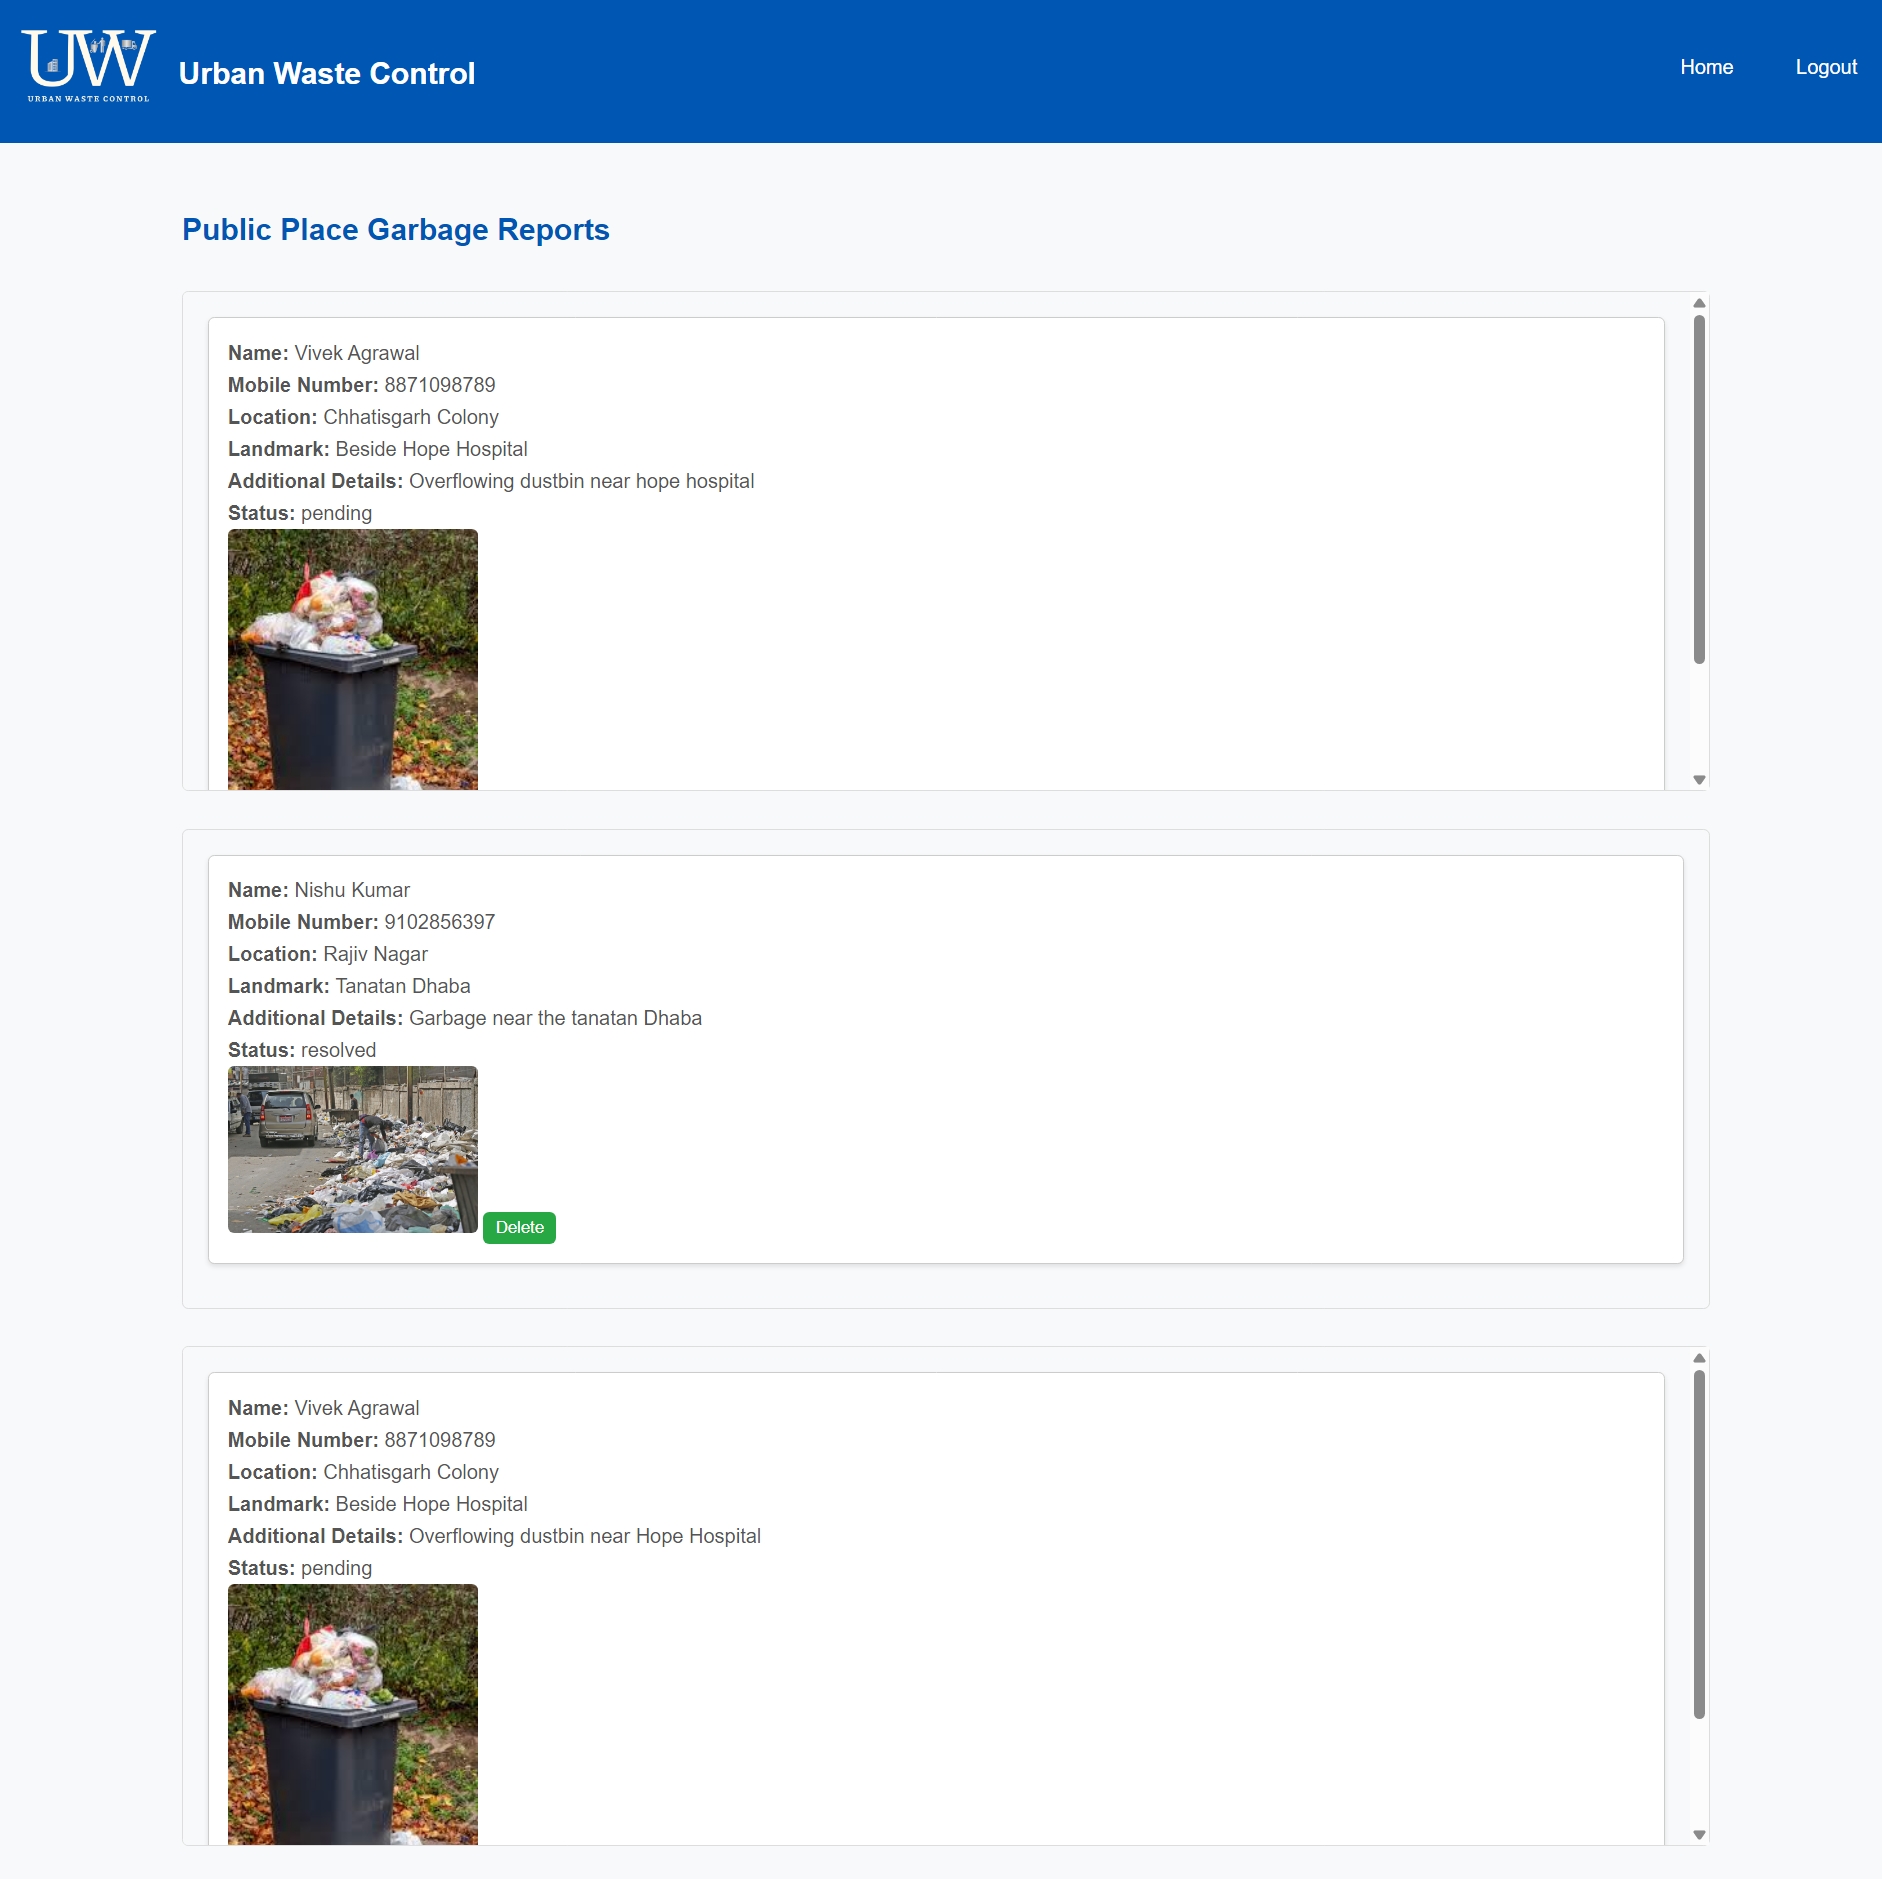 UW
URBAN WASTE CONTROL
Urban Waste Control
Home
Logout
Public Place Garbage Reports
Name: Vivek Agrawal
Mobile Number: 8871098789
Location: Chhatisgarh Colony
Landmark: Beside Hope Hospital
Additional Details: Overflowing dustbin near hope hospital
Status: pending
Name: Nishu Kumar
Mobile Number: 9102856397
Location: Rajiv Nagar
Landmark: Tanatan Dhaba
Additional Details: Garbage near the tanatan Dhaba
Status: resolved
Delete
Name: Vivek Agrawal
Mobile Number: 8871098789
Location: Chhatisgarh Colony
Landmark: Beside Hope Hospital
Additional Details: Overflowing dustbin near Hope Hospital
Status: pending